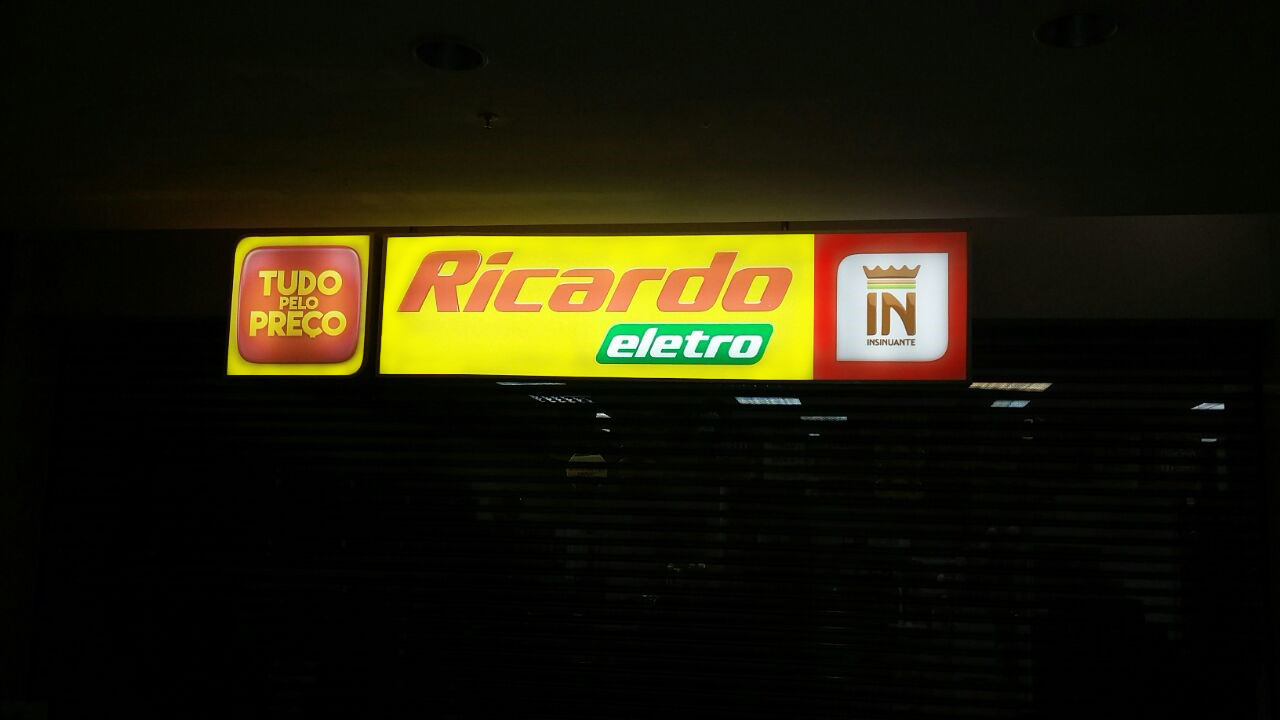 TUDO
PELO
PREÇO
Ricardo
eletro
IN
INSINUANTE